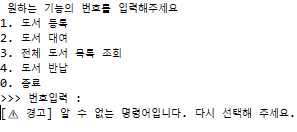 원하는 기능의 번호를 입력해주세요
1. 도서 등록
2. 도서 대여
3. 전체 도서 목록 조회
4. 도서 반납
0. 종료
>>> 번호입력 :
[⚠ 경고] 알 수 없는 명령어입니다. 다시 선택해 주세요.